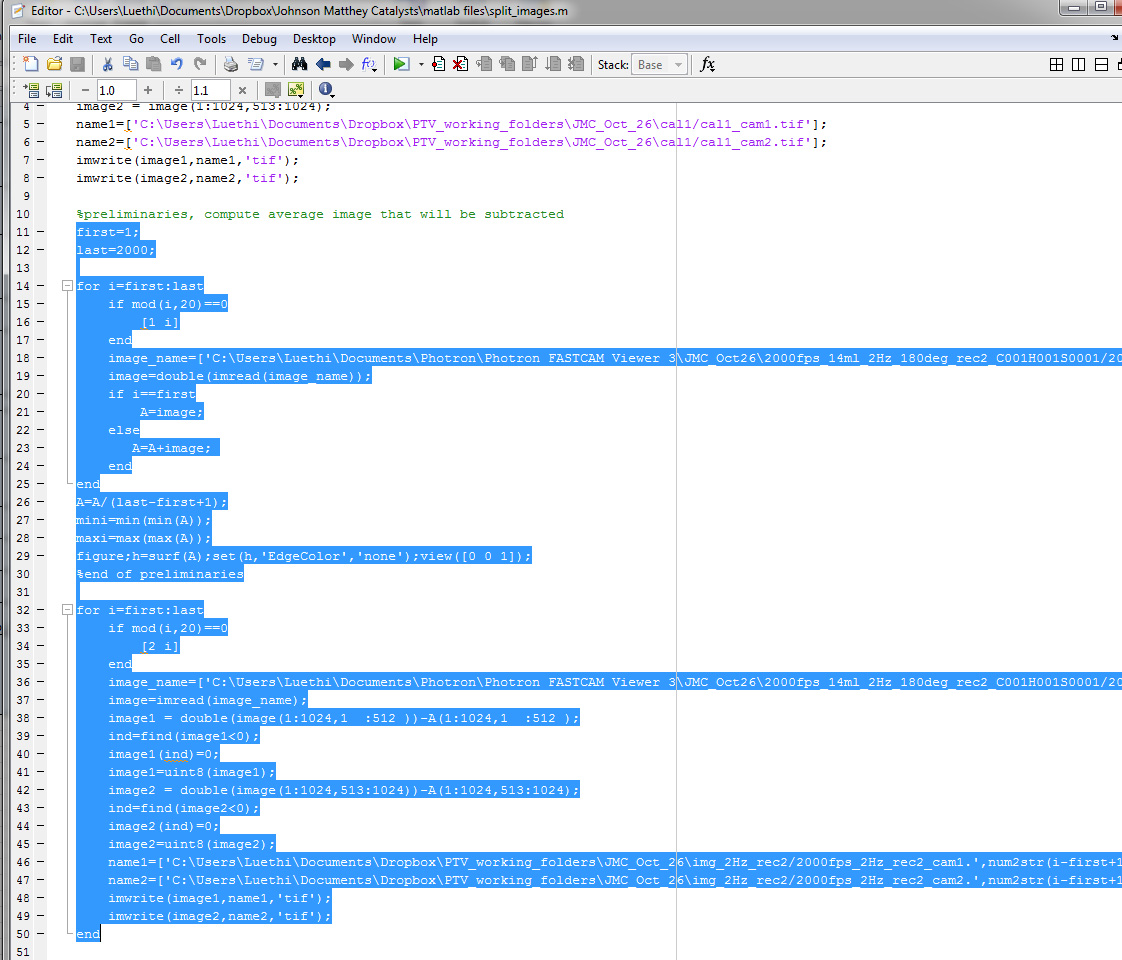 Editor - C:\Users\Luethi\Documents\Dropbox\Johnson Matthey Catalysts\matlab files\split_images.m
File Edit Text Go Cell Tools Debug Desktop Window Help
Stack: Base fx
- 1.0 + ÷ 1.1 ×
4 - image2 = image(1:1024,513:1024);
5 - name1=['C:\Users\Luethi\Documents\Dropbox\PTV_working_folders\JMC_Oct_26\cal1/cal1_cam1.tif'];
6 - name2=['C:\Users\Luethi\Documents\Dropbox\PTV_working_folders\JMC_Oct_26\cal1/cal1_cam2.tif'];
7 - imwrite(image1,name1,'tif');
8 - imwrite(image2,name2,'tif');
9
10 %preliminaries, compute average image that will be subtracted
11 - first=1;
12 - last=2000;
13
14 - for i=first:last
15 - if mod(i,20)==0
16 - [1 i]
17 - end
18 - image_name=['C:\Users\Luethi\Documents\Photron\Photron FASTCAM Viewer 3\JMC_Oct26\2000fps_14ml_2Hz_180deg_rec2_C001H001S0001/20
19 - image=double(imread(image_name));
20 - if i==first
21 - A=image;
22 - else
23 - A=A+image;
24 - end
25 - end
26 - A=A/(last-first+1);
27 - mini=min(min(A));
28 - maxi=max(max(A));
29 - figure;h=surf(A);set(h,'EdgeColor','none');view([0 0 1]);
30 %end of preliminaries
31
32 - for i=first:last
33 - if mod(i,20)==0
34 - [2 i]
35 - end
36 - image_name=['C:\Users\Luethi\Documents\Photron\Photron FASTCAM Viewer 3\JMC_Oct26\2000fps_14ml_2Hz_180deg_rec2_C001H001S0001/20
37 - image=imread(image_name);
38 - image1 = double(image(1:1024,1  :512 ))-A(1:1024,1  :512 );
39 - ind=find(image1<0);
40 - image1(ind)=0;
41 - image1=uint8(image1);
42 - image2 = double(image(1:1024,513:1024))-A(1:1024,513:1024);
43 - ind=find(image2<0);
44 - image2(ind)=0;
45 - image2=uint8(image2);
46 - name1=['C:\Users\Luethi\Documents\Dropbox\PTV_working_folders\JMC_Oct_26\img_2Hz_rec2/2000fps_2Hz_rec2_cam1.',num2str(i-first+1
47 - name2=['C:\Users\Luethi\Documents\Dropbox\PTV_working_folders\JMC_Oct_26\img_2Hz_rec2/2000fps_2Hz_rec2_cam2.',num2str(i-first+1
48 - imwrite(image1,name1,'tif');
49 - imwrite(image2,name2,'tif');
50 - end
51